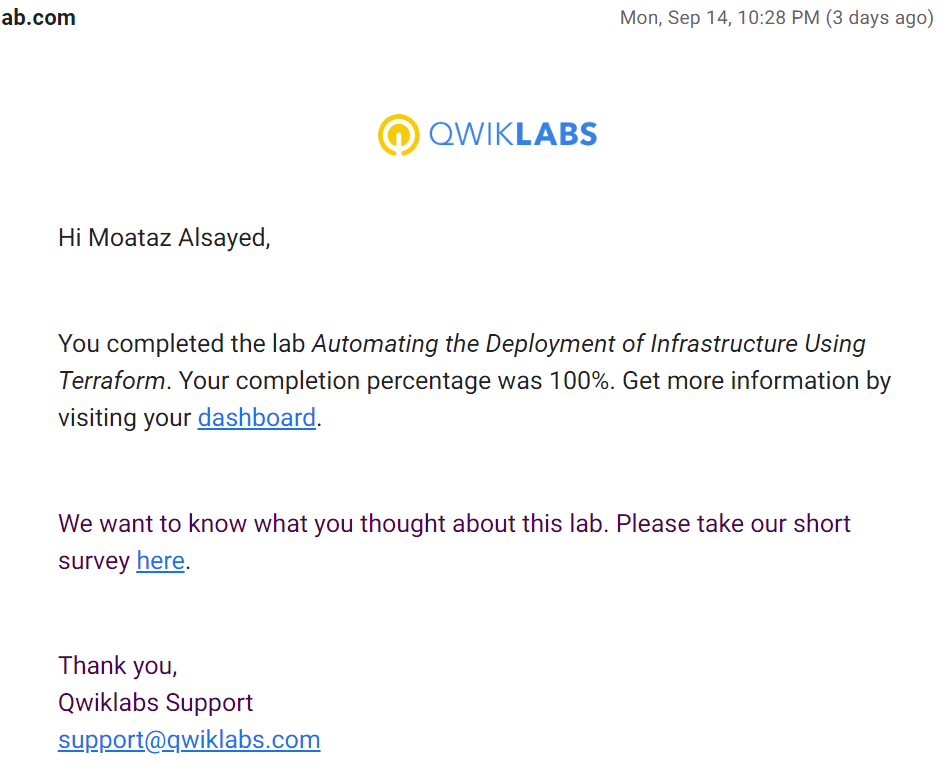 ab.com Mon, Sep 14, 10:28 PM (3 days ago)
QWIKLABS
Hi Moataz Alsayed,
You completed the lab Automating the Deployment of Infrastructure Using
Terraform. Your completion percentage was 100%. Get more information by
visiting your dashboard.
We want to know what you thought about this lab. Please take our short
survey here.
Thank you,
Qwiklabs Support
support@qwiklabs.com